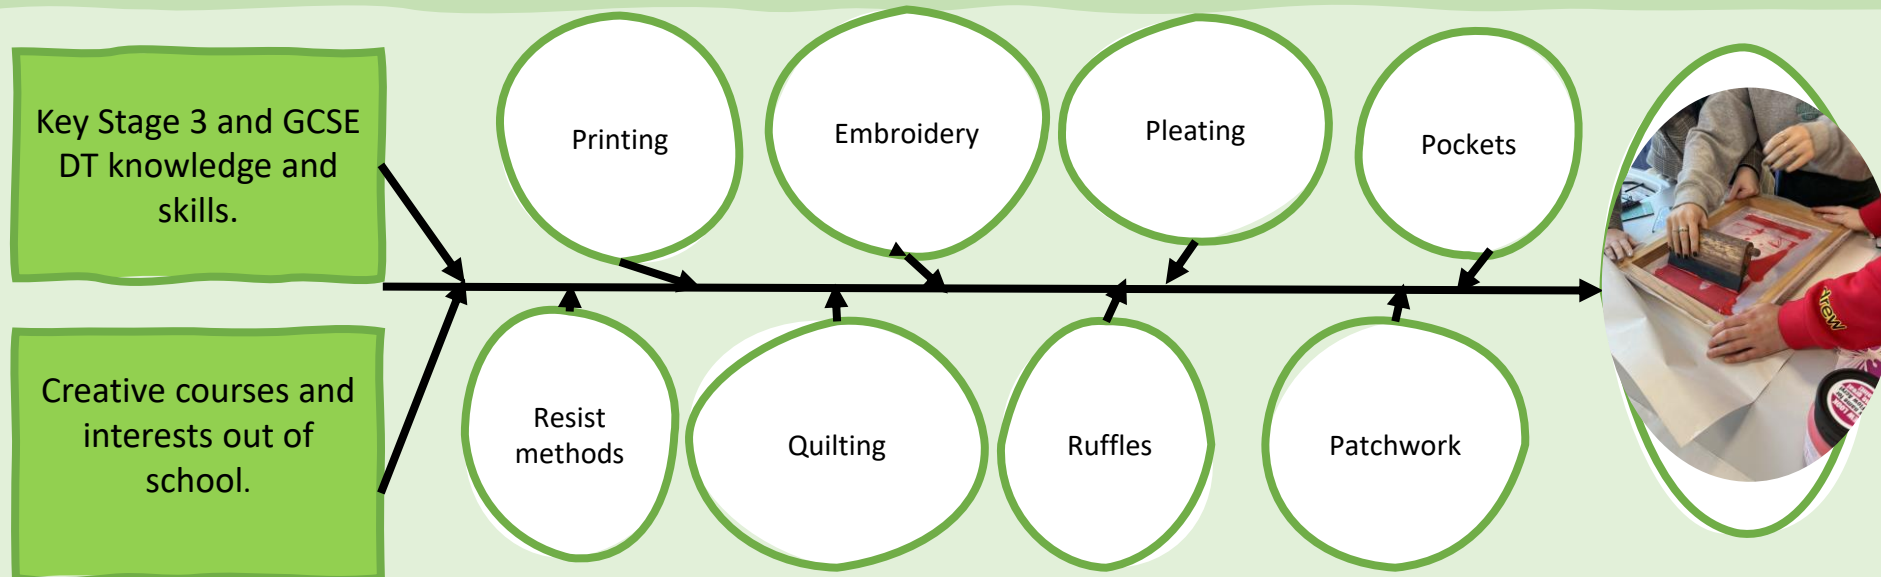 Key Stage 3 and GCSE
DT knowledge and
skills.
Creative courses and
interests out of
school.
Printing
Embroidery
Pleating
Pockets
Resist
methods
Quilting
Ruffles
Patchwork
drew